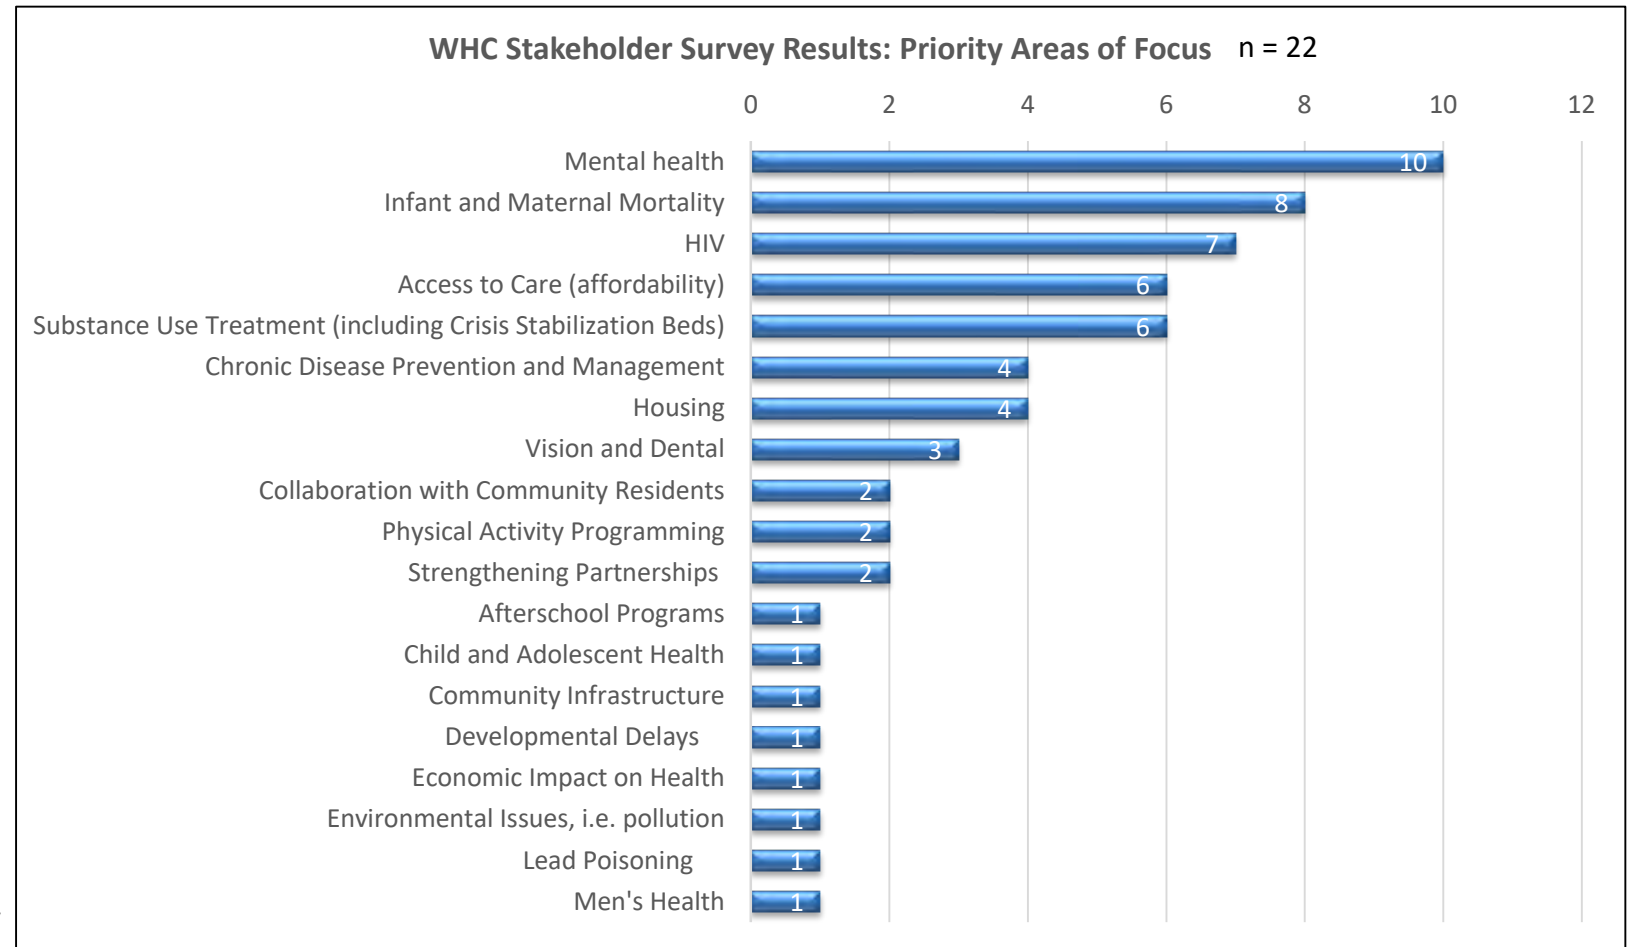 WHC Stakeholder Survey Results: Priority Areas of Focus n = 22
0 2 4 6 8 10 12
Mental health 10
Infant and Maternal Mortality 8
HIV 7
Access to Care (affordability) 6
Substance Use Treatment (including Crisis Stabilization Beds) 6
Chronic Disease Prevention and Management 4
Housing 4
Vision and Dental 3
Collaboration with Community Residents 2
Physical Activity Programming 2
Strengthening Partnerships 2
Afterschool Programs 1
Child and Adolescent Health 1
Community Infrastructure 1
Developmental Delays 1
Economic Impact on Health 1
Environmental Issues, i.e. pollution 1
Lead Poisoning 1
Men's Health 1